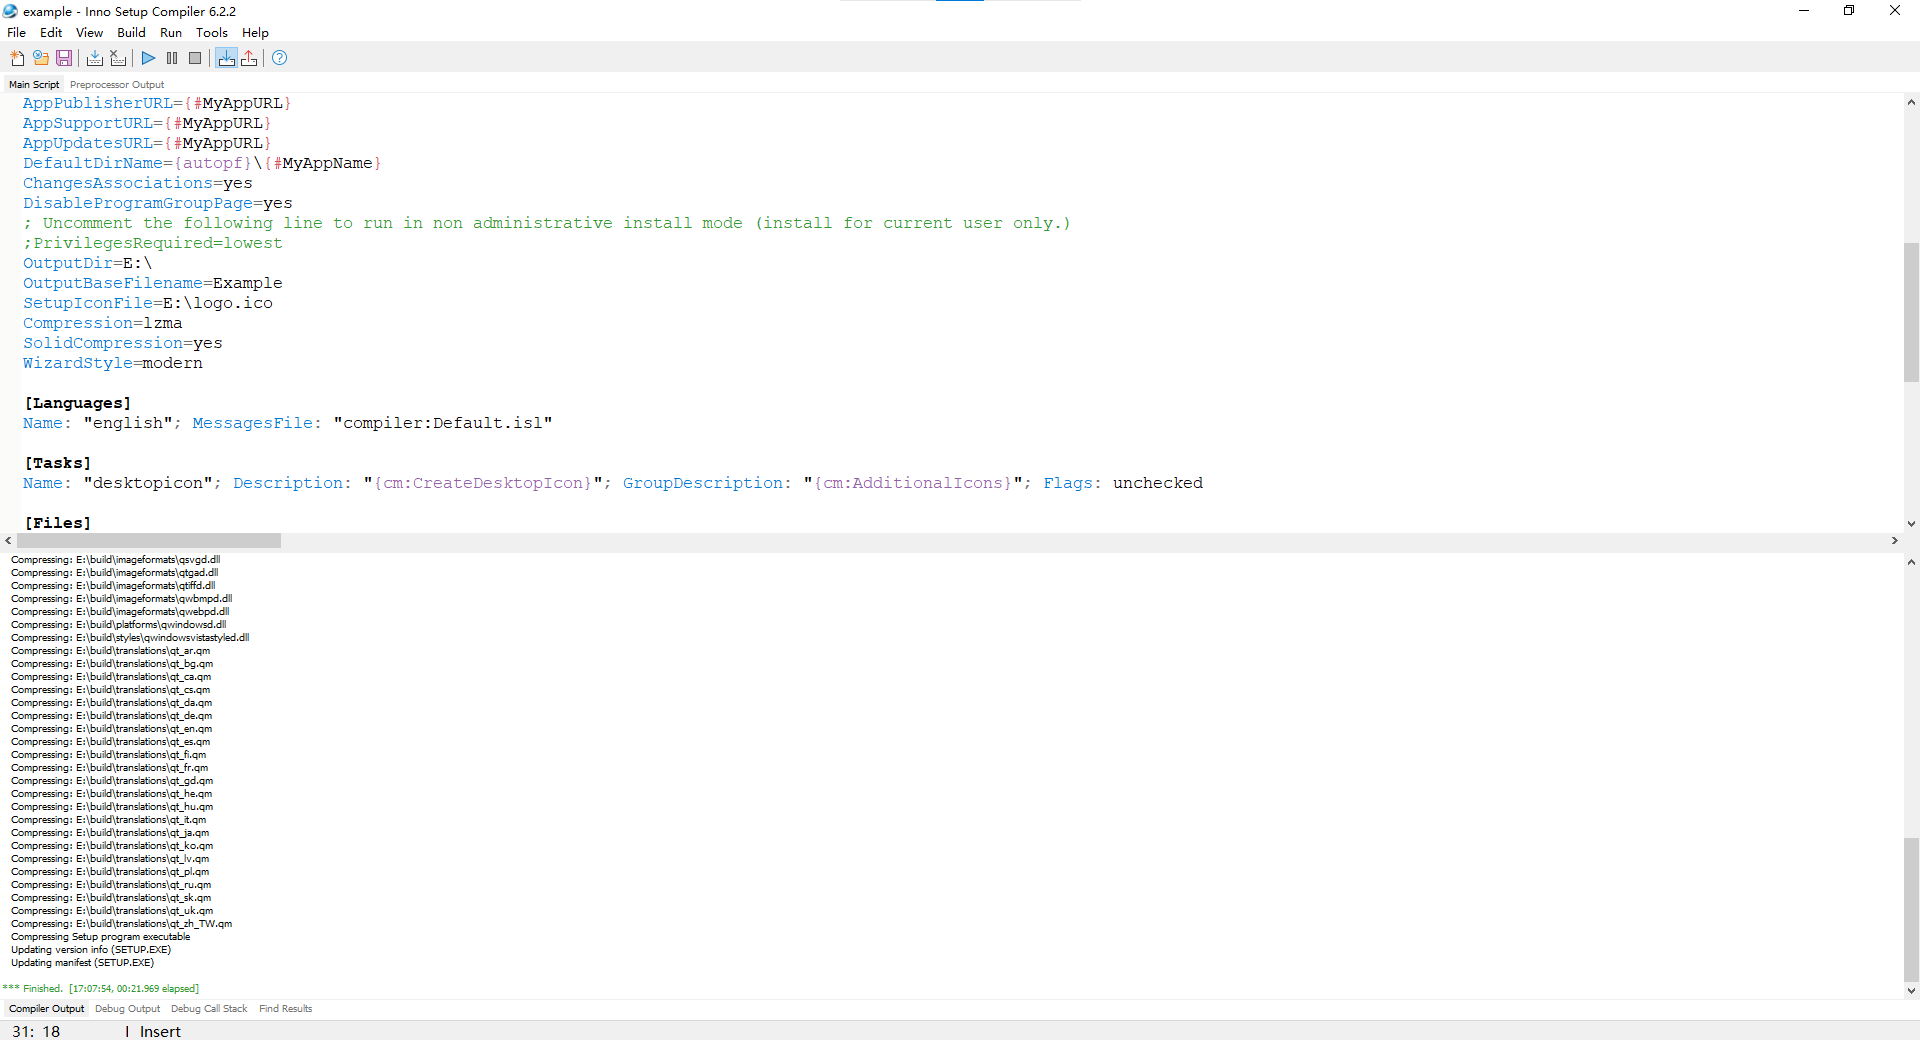 example - Inno Setup Compiler 6.2.2
File Edit View Build Run Tools Help
Main Script Preprocessor Output
AppPublisherURL={#MyAppURL}
AppSupportURL={#MyAppURL}
AppUpdatesURL={#MyAppURL}
DefaultDirName={autopf}\{#MyAppName}
ChangesAssociations=yes
DisableProgramGroupPage=yes
; Uncomment the following line to run in non administrative install mode (install for current user only.)
;PrivilegesRequired=lowest
OutputDir=E:\
OutputBaseFilename=Example
SetupIconFile=E:\logo.ico
Compression=lzma
SolidCompression=yes
WizardStyle=modern
[Languages]
Name: "english"; MessagesFile: "compiler:Default.isl"
[Tasks]
Name: "desktopicon"; Description: "{cm:CreateDesktopIcon}"; GroupDescription: "{cm:AdditionalIcons}"; Flags: unchecked
[Files]
Compressing: E:\build\imageformats\qsvgd.dll
Compressing: E:\build\imageformats\qtgad.dll
Compressing: E:\build\imageformats\qtiffd.dll
Compressing: E:\build\imageformats\qwbmpd.dll
Compressing: E:\build\imageformats\qwebpd.dll
Compressing: E:\build\platforms\qwindowsd.dll
Compressing: E:\build\styles\qwindowsvistastyled.dll
Compressing: E:\build\translations\qt_ar.qm
Compressing: E:\build\translations\qt_bg.qm
Compressing: E:\build\translations\qt_ca.qm
Compressing: E:\build\translations\qt_cs.qm
Compressing: E:\build\translations\qt_da.qm
Compressing: E:\build\translations\qt_de.qm
Compressing: E:\build\translations\qt_en.qm
Compressing: E:\build\translations\qt_es.qm
Compressing: E:\build\translations\qt_fi.qm
Compressing: E:\build\translations\qt_fr.qm
Compressing: E:\build\translations\qt_gd.qm
Compressing: E:\build\translations\qt_he.qm
Compressing: E:\build\translations\qt_hu.qm
Compressing: E:\build\translations\qt_it.qm
Compressing: E:\build\translations\qt_ja.qm
Compressing: E:\build\translations\qt_ko.qm
Compressing: E:\build\translations\qt_lv.qm
Compressing: E:\build\translations\qt_pl.qm
Compressing: E:\build\translations\qt_ru.qm
Compressing: E:\build\translations\qt_sk.qm
Compressing: E:\build\translations\qt_uk.qm
Compressing: E:\build\translations\qt_zh_TW.qm
Compressing Setup program executable
Updating version info (SETUP.EXE)
Updating manifest (SETUP.EXE)
*** Finished. [17:07:54, 00:21.969 elapsed]
Compiler Output Debug Output Debug Call Stack Find Results
31: 18 Insert